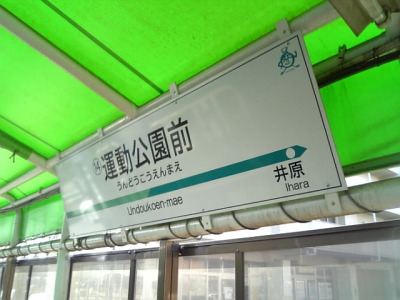 14 運動公園前
うんどうこうえんまえ
Undoukoen-mae
井原
Ihara